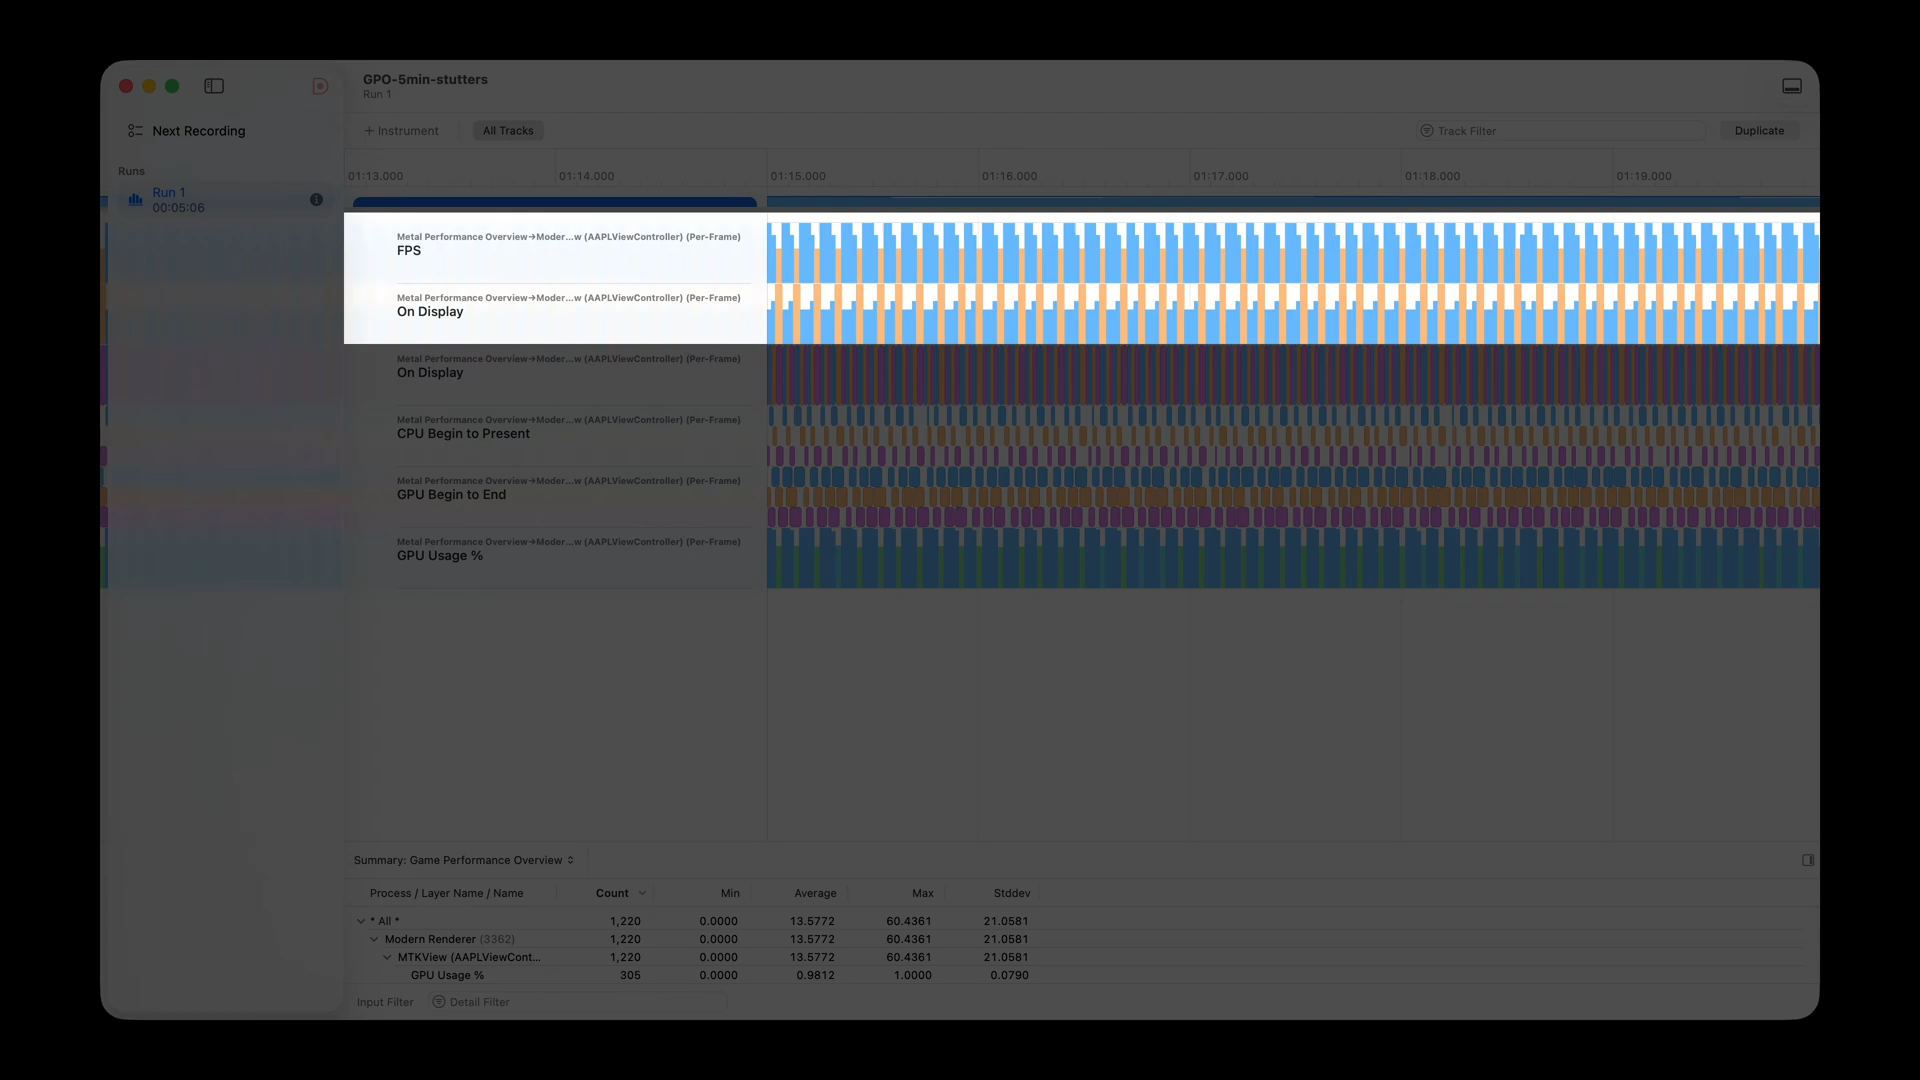 GPO-5min-stutters
Run 1
Next Recording
+ Instrument
All Tracks
Track Filter
Duplicate
Runs
Run 1
00:05:06
01:13.000
01:14.000
01:15.000
01:16.000
01:17.000
01:18.000
01:19.000
Metal Performance Overview→Moder...w (AAPLViewController) (Per-Frame)
FPS
Metal Performance Overview→Moder...w (AAPLViewController) (Per-Frame)
On Display
Metal Performance Overview→Moder...w (AAPLViewController) (Per-Frame)
On Display
Metal Performance Overview→Moder...w (AAPLViewController) (Per-Frame)
CPU Begin to Present
Metal Performance Overview→Moder...w (AAPLViewController) (Per-Frame)
GPU Begin to End
Metal Performance Overview→Moder...w (AAPLViewController) (Per-Frame)
GPU Usage %
Summary: Game Performance Overview
Process / Layer Name / Name Count Min Average Max Stddev
* All * 1,220 0.0000 13.5772 60.4361 21.0581
Modern Renderer (3362) 1,220 0.0000 13.5772 60.4361 21.0581
MTKView (AAPLViewCont... 1,220 0.0000 13.5772 60.4361 21.0581
GPU Usage % 305 0.0000 0.9812 1.0000 0.0790
Input Filter Detail Filter